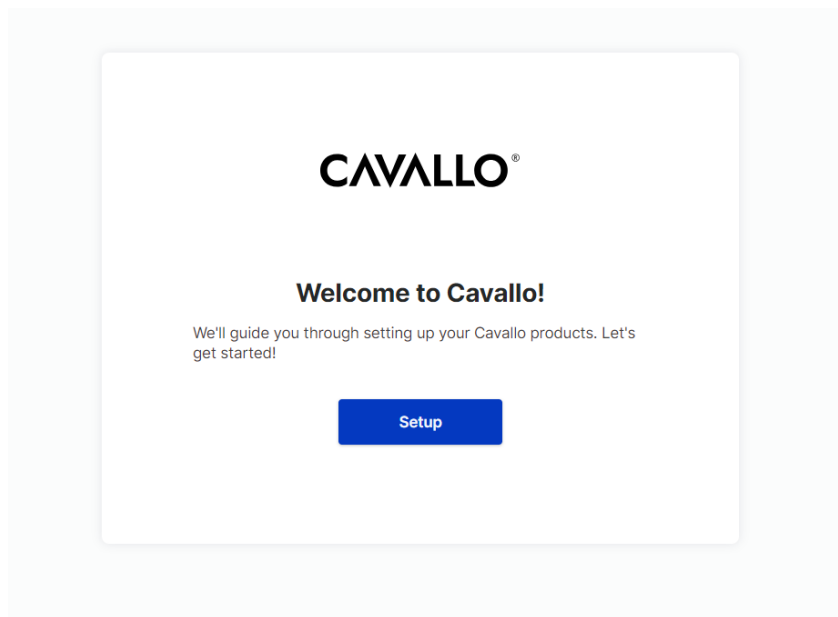 CAVALLO®
Welcome to Cavallo!
We'll guide you through setting up your Cavallo products. Let's
get started!
Setup